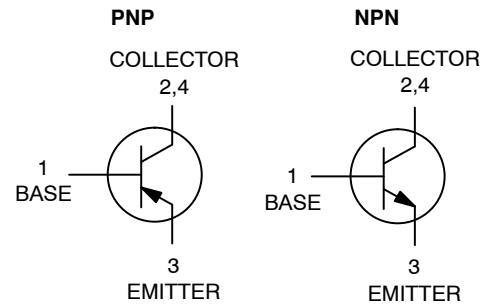 PNP
COLLECTOR
2,4
1
BASE
3
EMITTER
NPN
COLLECTOR
2,4
1
BASE
3
EMITTER